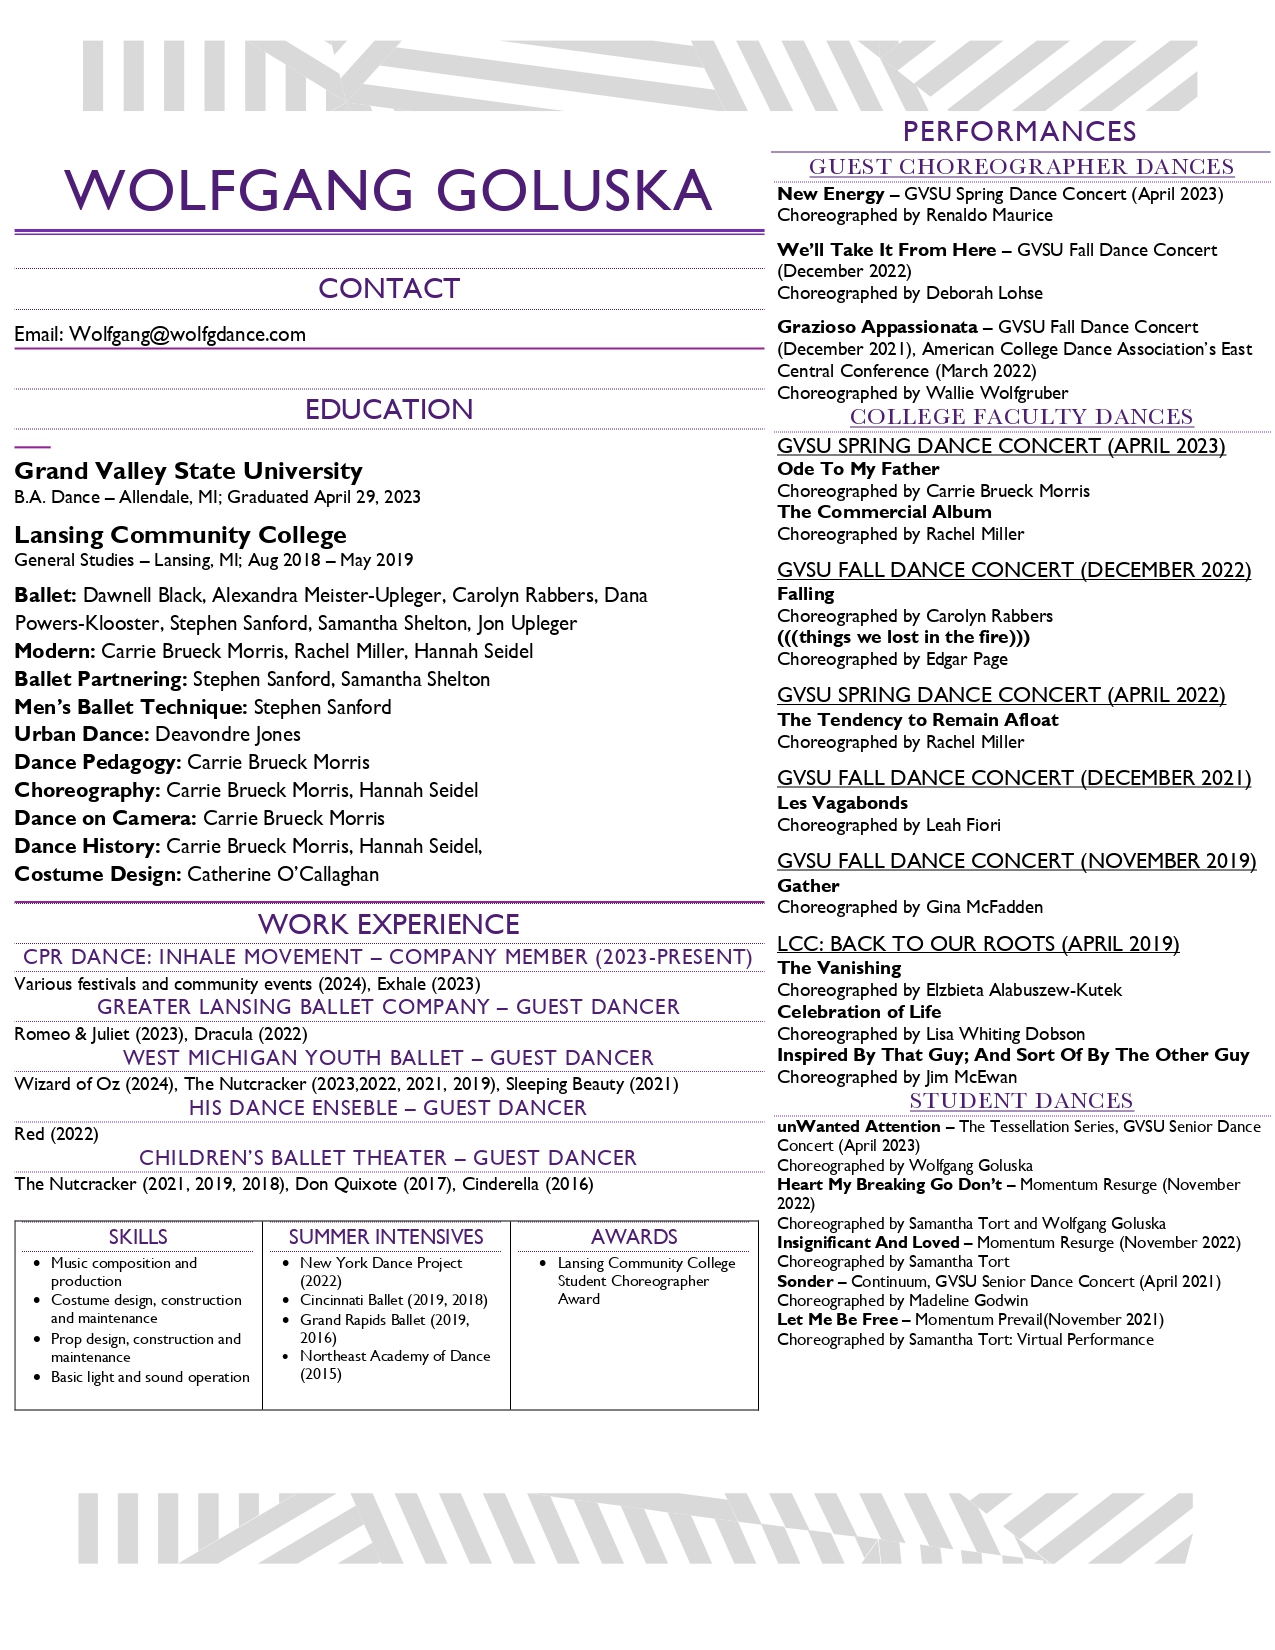 WOLFGANG GOLUSKA
CONTACT
Email: Wolfgang@wolfgdance.com
EDUCATION
Grand Valley State University
B.A. Dance – Allendale, MI; Graduated April 29, 2023
Lansing Community College
General Studies – Lansing, MI; Aug 2018 – May 2019
Ballet: Dawnell Black, Alexandra Meister-Upleger, Carolyn Rabbers, Dana
Powers-Klooster, Stephen Sanford, Samantha Shelton, Jon Upleger
Modern: Carrie Brueck Morris, Rachel Miller, Hannah Seidel
Ballet Partnering: Stephen Sanford, Samantha Shelton
Men’s Ballet Technique: Stephen Sanford
Urban Dance: Deavondre Jones
Dance Pedagogy: Carrie Brueck Morris
Choreography: Carrie Brueck Morris, Hannah Seidel
Dance on Camera: Carrie Brueck Morris
Dance History: Carrie Brueck Morris, Hannah Seidel,
Costume Design: Catherine O’Callaghan
WORK EXPERIENCE
CPR DANCE: INHALE MOVEMENT – COMPANY MEMBER (2023-PRESENT)
Various festivals and community events (2024), Exhale (2023)
GREATER LANSING BALLET COMPANY – GUEST DANCER
Romeo & Juliet (2023), Dracula (2022)
WEST MICHIGAN YOUTH BALLET – GUEST DANCER
Wizard of Oz (2024), The Nutcracker (2023,2022, 2021, 2019), Sleeping Beauty (2021)
HIS DANCE ENSEBLE – GUEST DANCER
Red (2022)
CHILDREN’S BALLET THEATER – GUEST DANCER
The Nutcracker (2021, 2019, 2018), Don Quixote (2017), Cinderella (2016)
SKILLS
• Music composition and
production
• Costume design, construction
and maintenance
• Prop design, construction and
maintenance
• Basic light and sound operation
SUMMER INTENSIVES
• New York Dance Project
(2022)
• Cincinnati Ballet (2019, 2018)
• Grand Rapids Ballet (2019,
2016)
• Northeast Academy of Dance
(2015)
AWARDS
• Lansing Community College
Student Choreographer
Award
PERFORMANCES
GUEST CHOREOGRAPHER DANCES
New Energy – GVSU Spring Dance Concert (April 2023)
Choreographed by Renaldo Maurice
We’ll Take It From Here – GVSU Fall Dance Concert
(December 2022)
Choreographed by Deborah Lohse
Grazioso Appassionata – GVSU Fall Dance Concert
(December 2021), American College Dance Association’s East
Central Conference (March 2022)
Choreographed by Wallie Wolfgruber
COLLEGE FACULTY DANCES
GVSU SPRING DANCE CONCERT (APRIL 2023)
Ode To My Father
Choreographed by Carrie Brueck Morris
The Commercial Album
Choreographed by Rachel Miller
GVSU FALL DANCE CONCERT (DECEMBER 2022)
Falling
Choreographed by Carolyn Rabbers
(((things we lost in the fire)))
Choreographed by Edgar Page
GVSU SPRING DANCE CONCERT (APRIL 2022)
The Tendency to Remain Afloat
Choreographed by Rachel Miller
GVSU FALL DANCE CONCERT (DECEMBER 2021)
Les Vagabonds
Choreographed by Leah Fiori
GVSU FALL DANCE CONCERT (NOVEMBER 2019)
Gather
Choreographed by Gina McFadden
LCC: BACK TO OUR ROOTS (APRIL 2019)
The Vanishing
Choreographed by Elzbieta Alabuszew-Kutek
Celebration of Life
Choreographed by Lisa Whiting Dobson
Inspired By That Guy; And Sort Of By The Other Guy
Choreographed by Jim McEwan
STUDENT DANCES
unWanted Attention – The Tessellation Series, GVSU Senior Dance
Concert (April 2023)
Choreographed by Wolfgang Goluska
Heart My Breaking Go Don’t – Momentum Resurge (November
2022)
Choreographed by Samantha Tort and Wolfgang Goluska
Insignificant And Loved – Momentum Resurge (November 2022)
Choreographed by Samantha Tort
Sonder – Continuum, GVSU Senior Dance Concert (April 2021)
Choreographed by Madeline Godwin
Let Me Be Free – Momentum Prevail(November 2021)
Choreographed by Samantha Tort: Virtual Performance